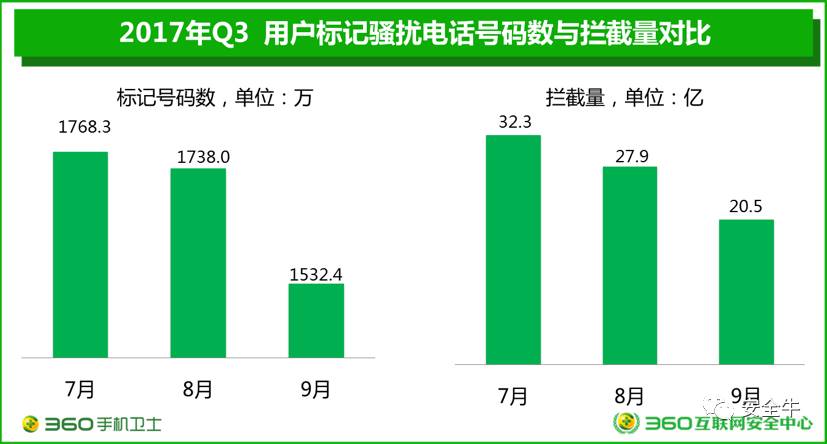 2017年Q3 用户标记骚扰电话号码数与拦截量对比
标记号码数，单位：万
1768.3
1738.0
1532.4
7月
8月
9月
拦截量，单位：亿
32.3
27.9
20.5
7月
8月
9月
安全牛
360手机卫士
360互联网安全中心